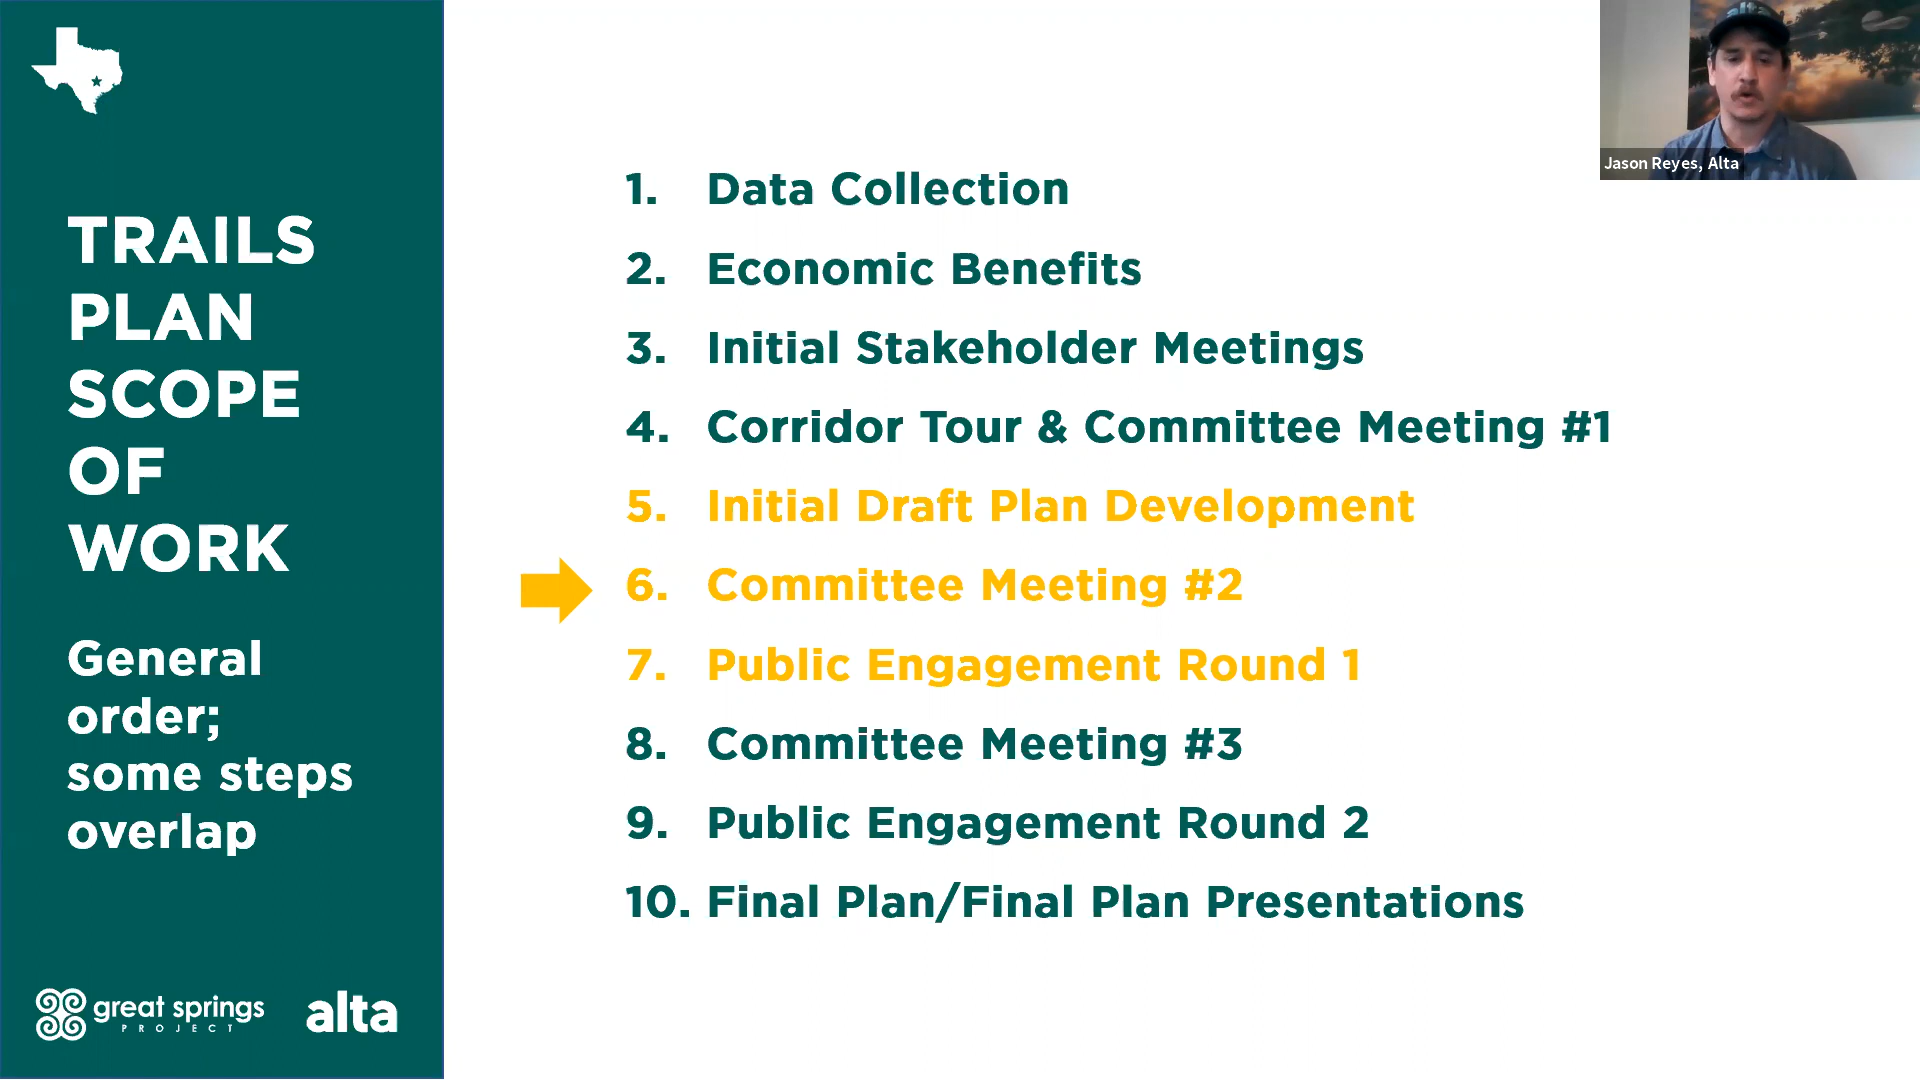 TRAILS
PLAN
SCOPE
OF
WORK
General
order;
some steps
overlap
great springs
PROJECT
alta
1. Data Collection
2. Economic Benefits
3. Initial Stakeholder Meetings
4. Corridor Tour & Committee Meeting #1
5. Initial Draft Plan Development
6. Committee Meeting #2
7. Public Engagement Round 1
8. Committee Meeting #3
9. Public Engagement Round 2
10. Final Plan/Final Plan Presentations
alta
Jason Reyes, Alta